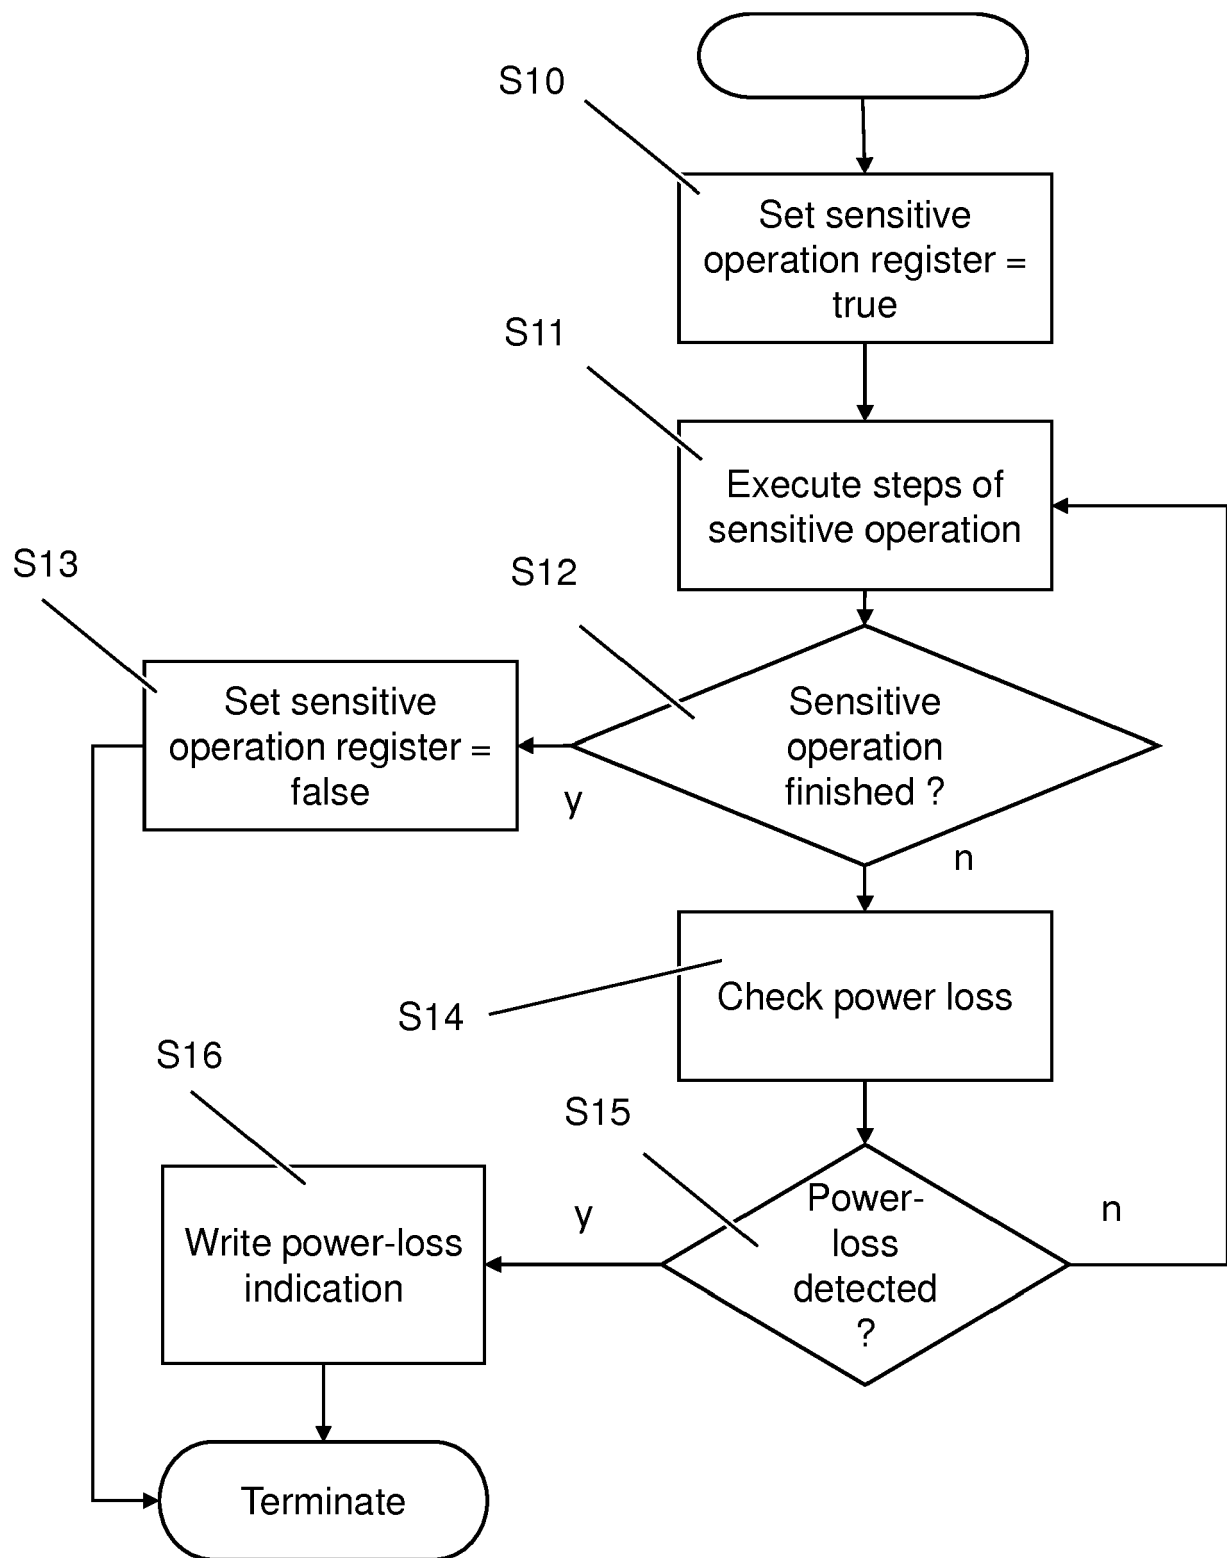 S10
Set sensitive
operation register =
true
S11
Execute steps of
sensitive operation
S12
Sensitive
operation
finished ?
y
n
S13
Set sensitive
operation register =
false
S14
Check power loss
S15
Power-
loss
detected
?
y
n
S16
Write power-loss
indication
Terminate